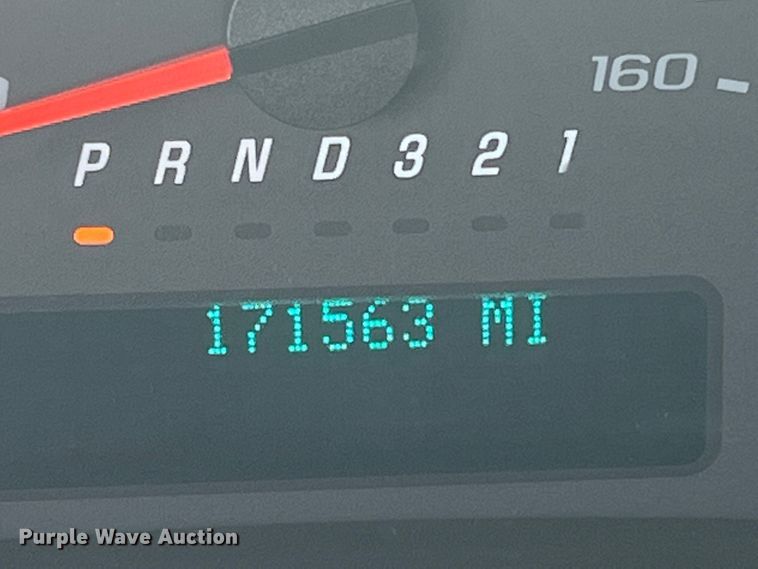 160
P R N D 3 2 1
171563 MI
Purple Wave Auction